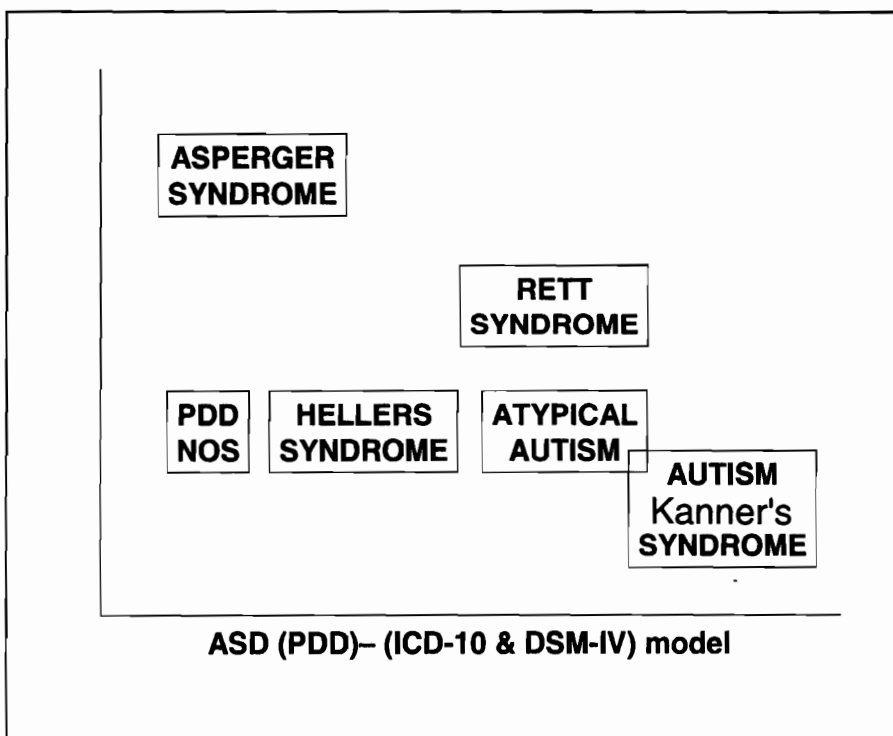 ASPERGER
SYNDROME
RETT
SYNDROME
PDD
NOS
HELLERS
SYNDROME
ATYPICAL
AUTISM
AUTISM
Kanner's
SYNDROME
ASD (PDD)– (ICD-10 & DSM-IV) model